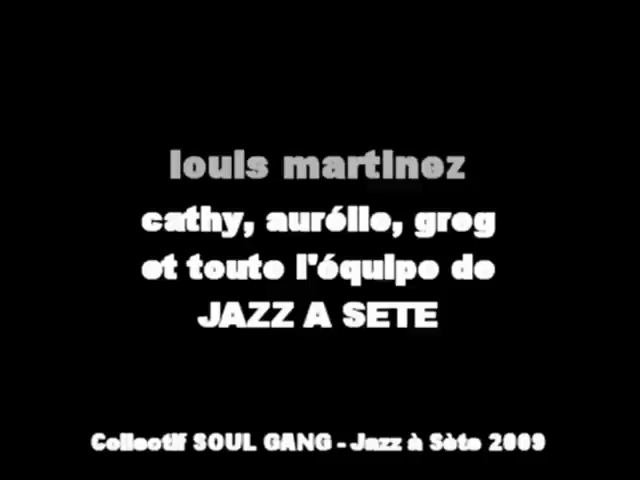 louis martinez
cathy, aurélie, greg
et toute l'équipe de
JAZZ A SETE
Collectif SOUL GANG - Jazz à Sète 2009